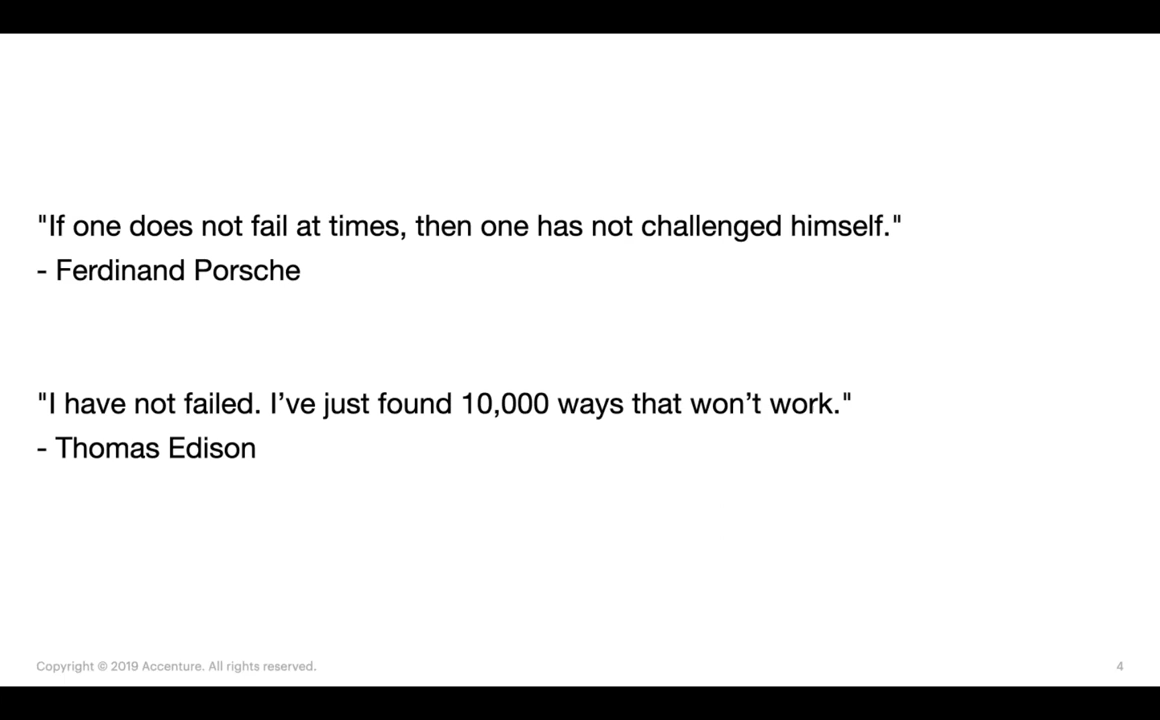 "If one does not fail at times, then one has not challenged himself."
- Ferdinand Porsche
"I have not failed. I’ve just found 10,000 ways that won’t work."
- Thomas Edison
Copyright © 2019 Accenture. All rights reserved.
4